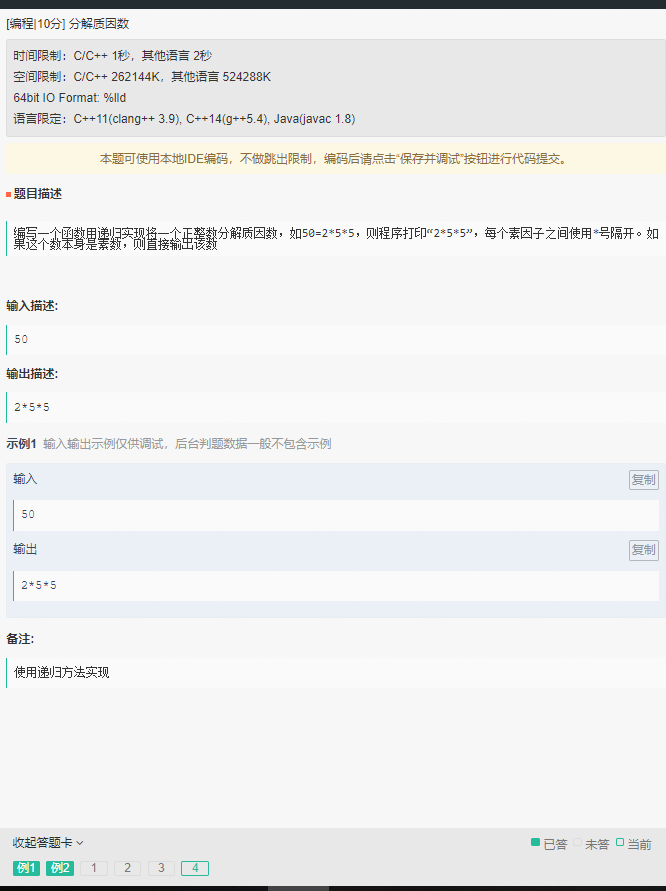 [编程|10分] 分解质因数
时间限制：C/C++ 1秒，其他语言 2秒
空间限制：C/C++ 262144K，其他语言 524288K
64bit IO Format: %lld
语言限定：C++11(clang++ 3.9), C++14(g++5.4), Java(javac 1.8)
本题可使用本地IDE编码，不做跳出限制，编码后请点击“保存并调试”按钮进行代码提交。
题目描述
编写一个函数用递归实现将一个正整数分解质因数，如50=2*5*5，则程序打印“2*5*5”，每个素因子之间使用*号隔开。如
果这个数本身是素数，则直接输出该数
输入描述:
50
输出描述:
2*5*5
示例1 输入输出示例仅供调试，后台判题数据一般不包含示例
输入 复制
50
输出 复制
2*5*5
备注:
使用递归方法实现
收起答题卡 已答 未答 当前
例1 例2 1 2 3 4